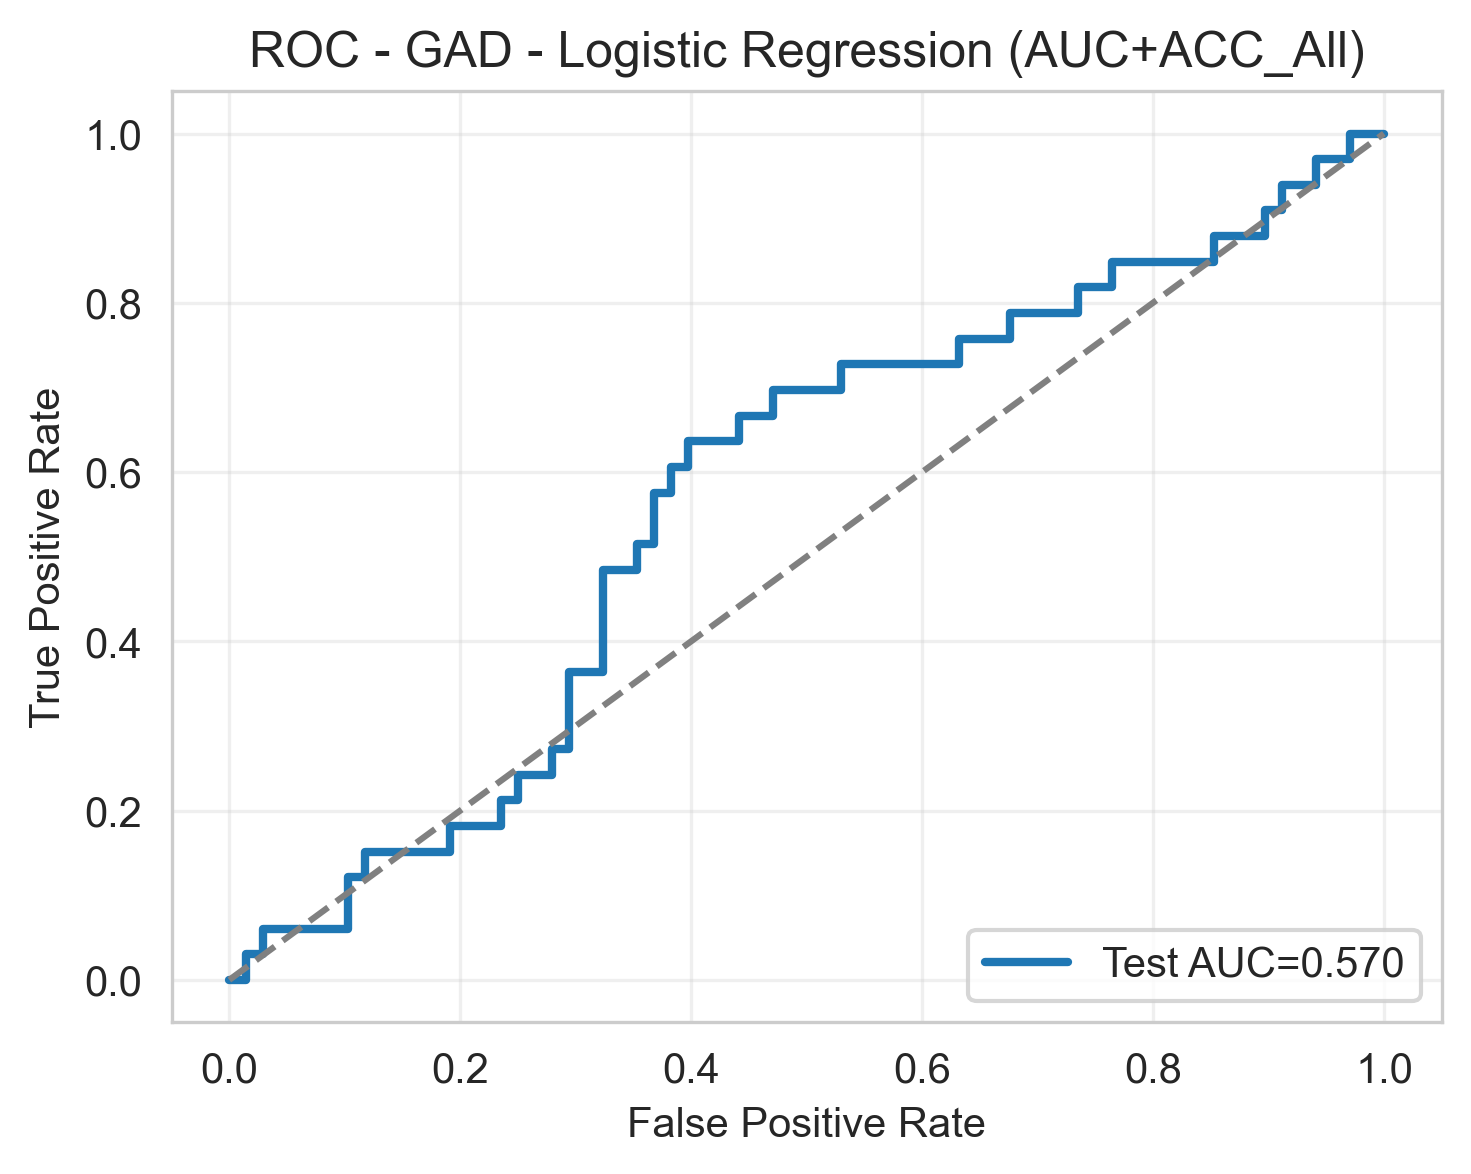 ROC - GAD - Logistic Regression (AUC+ACC_All)
True Positive Rate
1.0
0.8
0.6
0.4
0.2
0.0
Test AUC=0.570
0.0 0.2 0.4 0.6 0.8 1.0
False Positive Rate